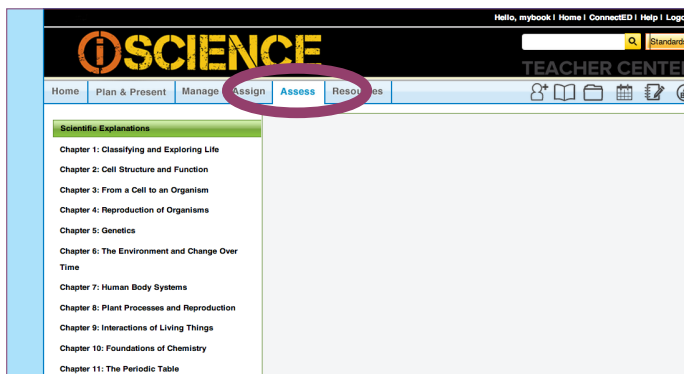 Hello, mybook I Home I ConnectED I Help I Logo
iSCIENCE
Standards
TEACHER CENTER
Home Plan & Present Manage Assign Assess Resources
Scientific Explanations
Chapter 1: Classifying and Exploring Life
Chapter 2: Cell Structure and Function
Chapter 3: From a Cell to an Organism
Chapter 4: Reproduction of Organisms
Chapter 5: Genetics
Chapter 6: The Environment and Change Over
Time
Chapter 7: Human Body Systems
Chapter 8: Plant Processes and Reproduction
Chapter 9: Interactions of Living Things
Chapter 10: Foundations of Chemistry
Chapter 11: The Periodic Table